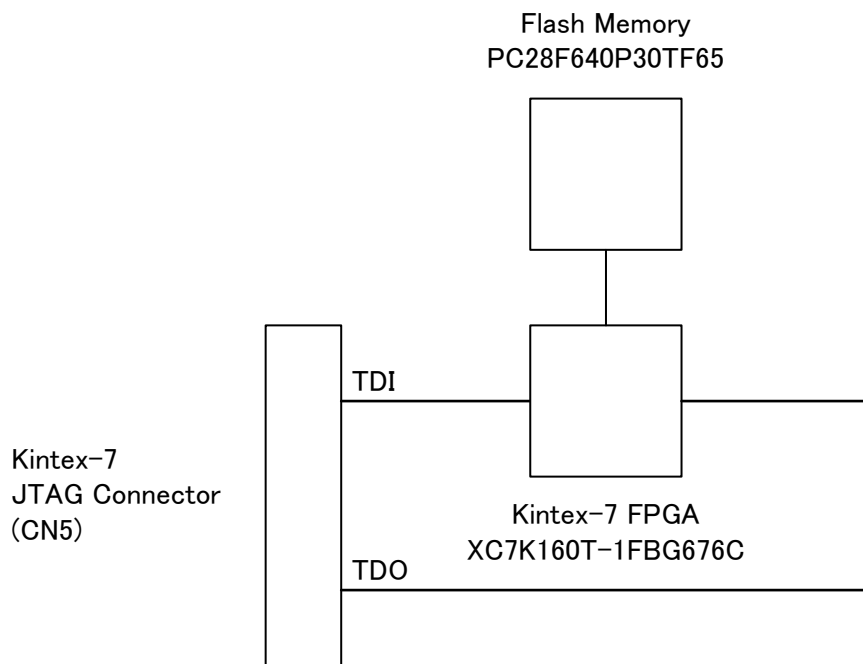 Flash Memory
PC28F640P30TF65
TDI
Kintex-7
JTAG Connector
(CN5)
Kintex-7 FPGA
XC7K160T-1FBG676C
TDO